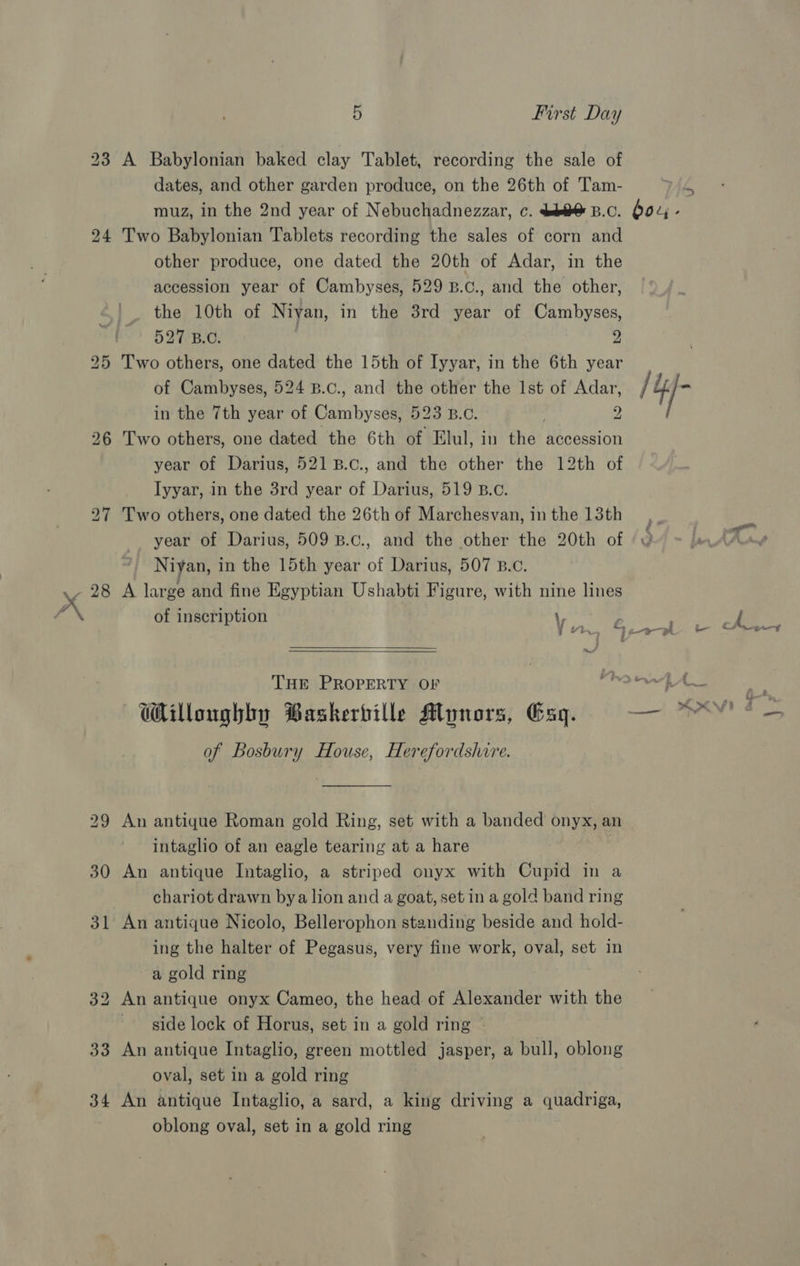 5 First Day
23 A Babylonian baked clay Tablet, recording the sale of
dates, and other garden produce, on the 26th of Tam-
muz, in the 2nd year of Nebuchadnezzar, c. 1120 B.C. 604 -
24 Two Babylonian Tablets recording the sales of corn and
other produce, one dated the 20th of Adar, in the
accession year of Cambyses, 529 B.C., and the other,
the 10th of Niyan, in the 3rd year of Cambyses,
527 B.C. 2
25 Two others, one dated the 15th of Iyyar, in the 6th year
of Cambyses, 524 B.C., and the other the 1st of Adar, 14/-
in the 7th year of Cambyses, 523 B.C. 2
26 Two others, one dated the 6th of Elul, in the accession
year of Darius, 521 B.C., and the other the 12th of
Iyyar, in the 3rd year of Darius, 519 B.C.
27 Two others, one dated the 26th of Marchesvan, in the 13th
year of Darius, 509 B.C., and the other the 20th of
Niyan, in the 15th year of Darius, 507 B.C.
28 A large and fine Egyptian Ushabti Figure, with nine lines
of inscription
THE PROPERTY OF
Willoughby Baskerville Mynors, Esq.
of Bosbury House, Herefordshire.
29 An antique Roman gold Ring, set with a banded onyx, an
intaglio of an eagle tearing at a hare
30 An antique Intaglio, a striped onyx with Cupid in a
chariot drawn by a lion and a goat, set in a gold band ring
31 An antique Nicolo, Bellerophon standing beside and hold-
ing the halter of Pegasus, very fine work, oval, set in
a gold ring
32 An antique onyx Cameo, the head of Alexander with the
side lock of Horus, set in a gold ring
33 An antique Intaglio, green mottled jasper, a bull, oblong
oval, set in a gold ring
34 An antique Intaglio, a sard, a king driving a quadriga,
oblong oval, set in a gold ring